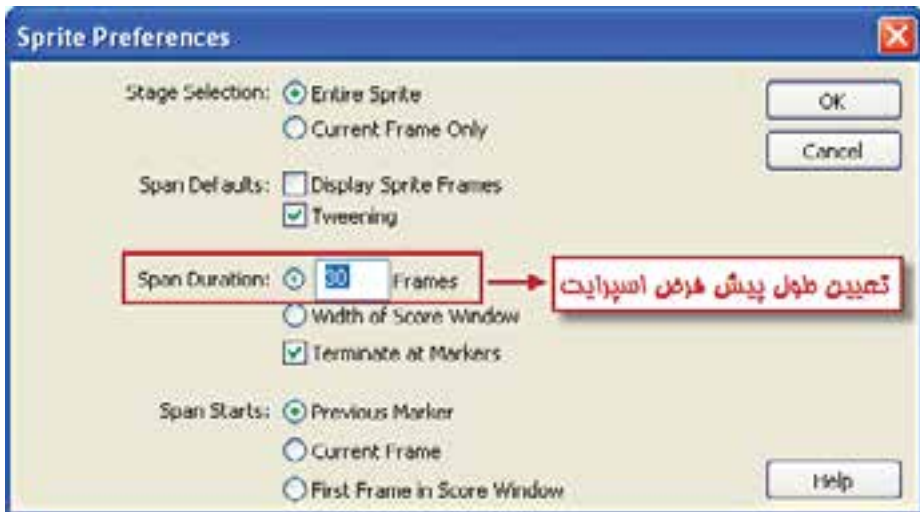 Sprite Preferences
Stage Selection: Entire Sprite
Current Frame Only
OK
Cancel
Span Defaults: Display Sprite Frames
Tweening
Span Duration: 30 Frames
تعیین طول پیش فرض اسپرایت
Width of Score Window
Terminate at Markers
Span Starts: Previous Marker
Current Frame
First Frame in Score Window
Help